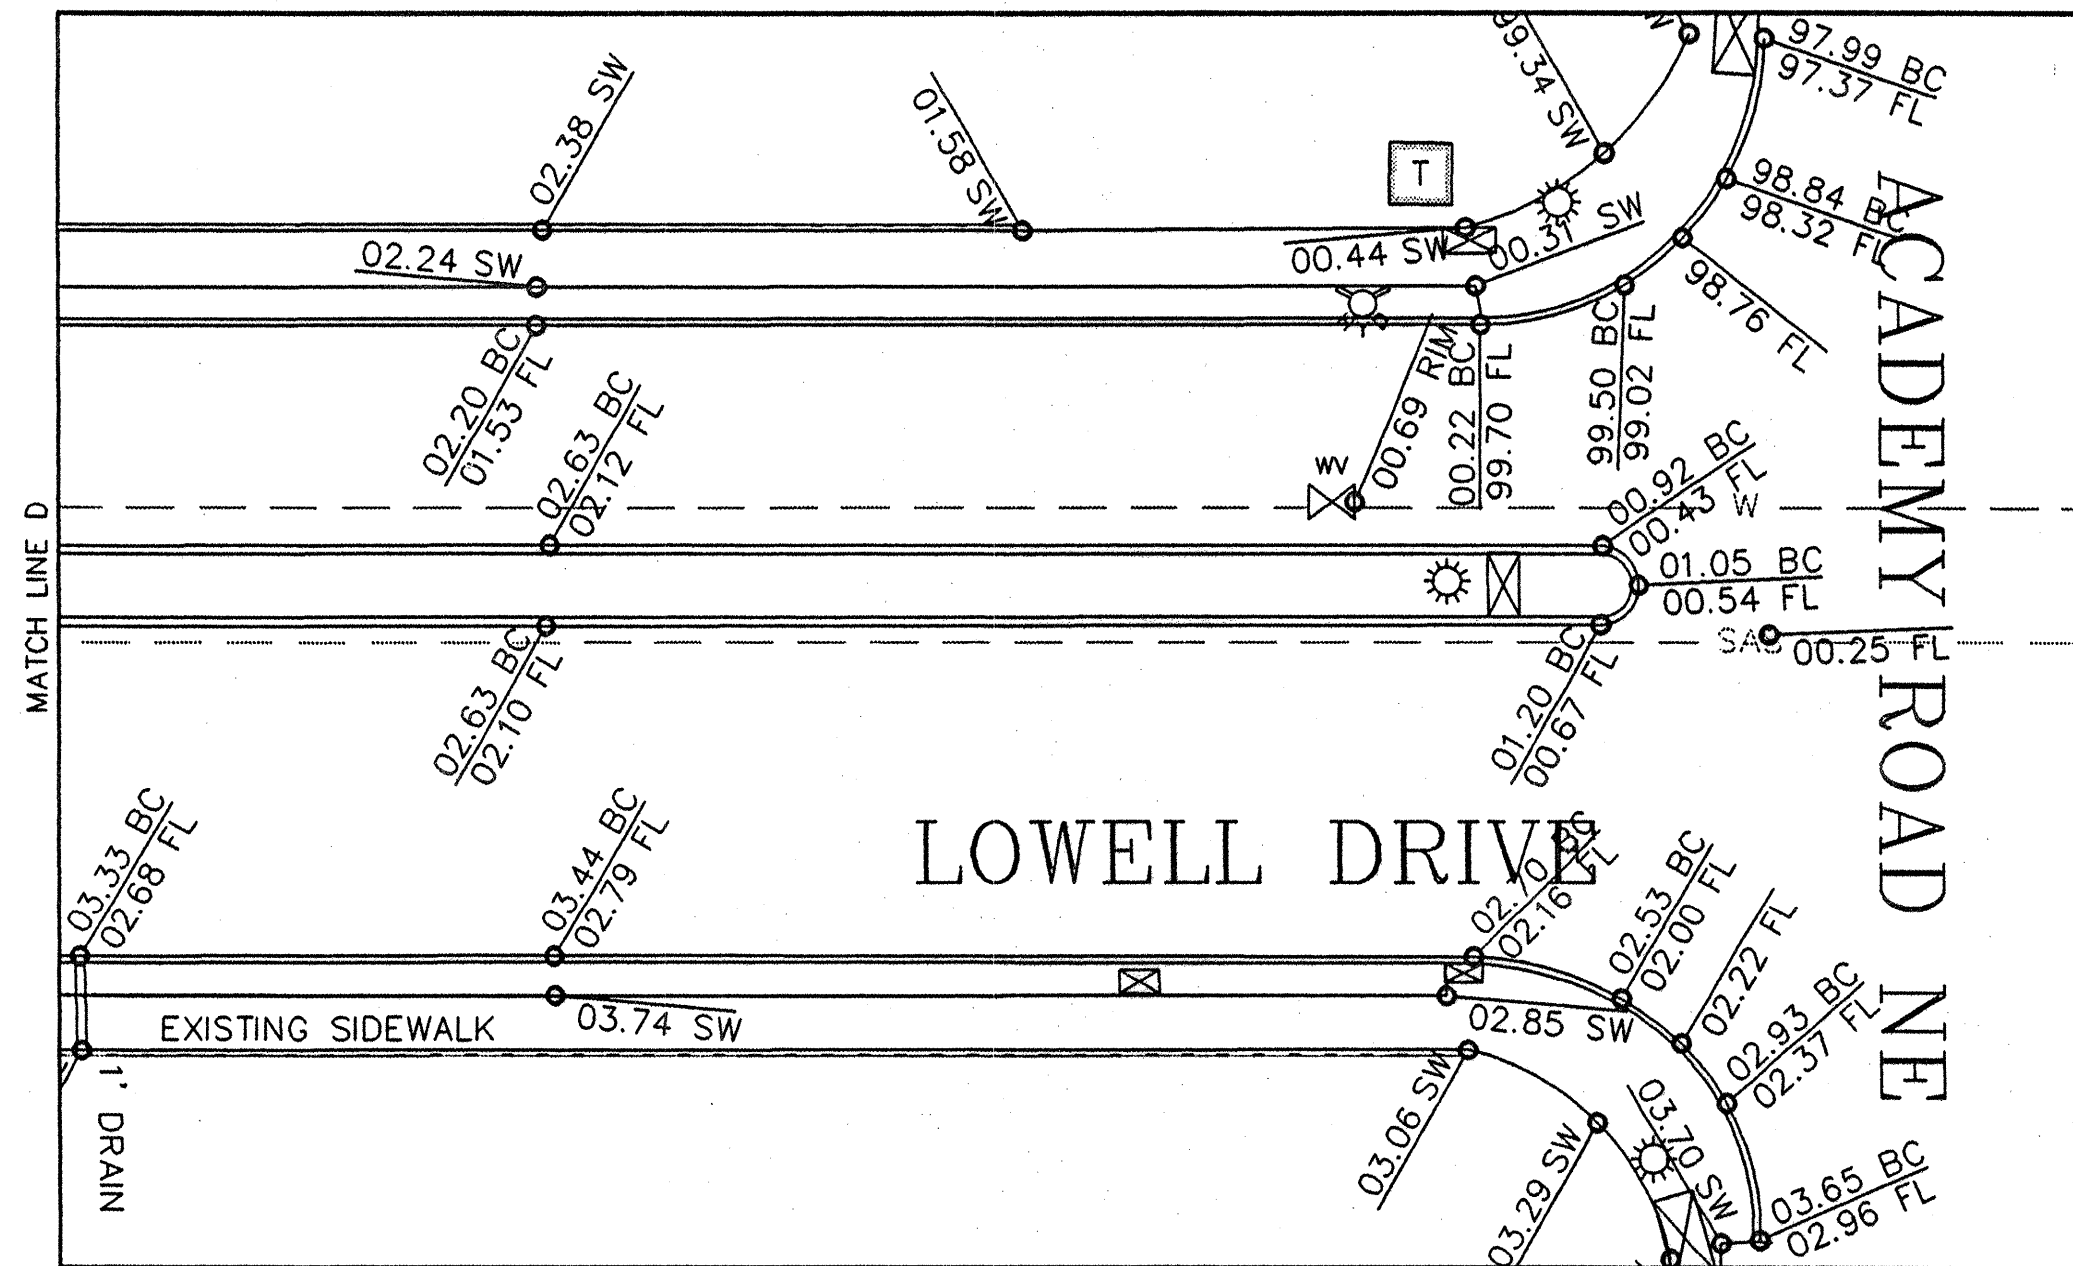 97.99 BC
97.37 FL
99.34 SW
02.38 SW
01.58 SW
T
98.84 BC
98.32 FL
00.31 SW
02.24 SW
00.44 SW
98.76 FL
02.20 BC
01.53 FL
02.63 BC
02.12 FL
00.69 RIM
00.22 BC
99.70 FL
99.50 BC
99.02 FL
WV
00.92 BC
00.43 FL
W
01.05 BC
00.54 FL
SAS
00.25 FL
MATCH LINE D
02.63 BC
02.10 FL
01.20 BC
00.67 FL
ACADEMY ROAD NE
LOWELL DRIVE
03.33 BC
02.68 FL
03.44 BC
02.79 FL
02.70 BC
02.16 FL
02.53 BC
02.00 FL
02.22 FL
02.93 BC
02.37 FL
03.74 SW
02.85 SW
EXISTING SIDEWALK
1' DRAIN
03.06 SW
03.29 SW
03.70 SW
03.65 BC
02.96 FL